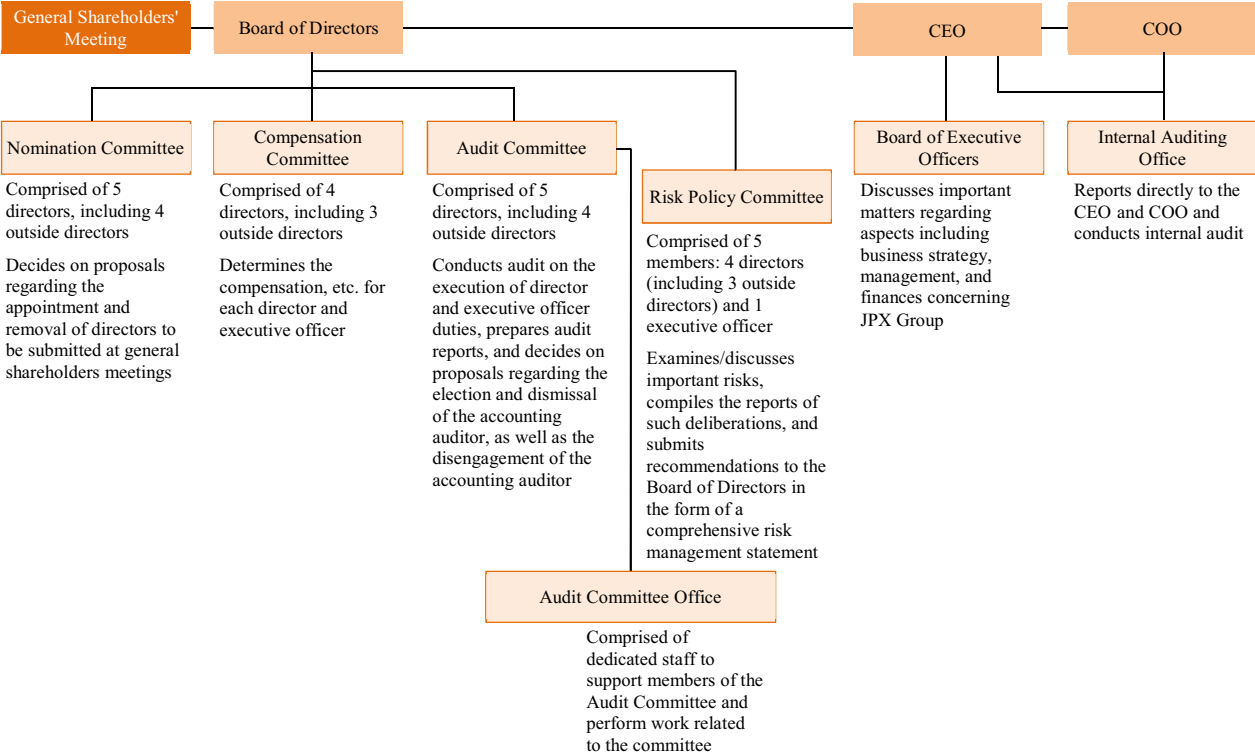 General Shareholders'
Meeting
Board of Directors
CEO
COO
Nomination Committee
Comprised of 5
directors, including 4
outside directors
Decides on proposals
regarding the
appointment and
removal of directors to
be submitted at general
shareholders meetings
Compensation
Committee
Comprised of 4
directors, including 3
outside directors
Determines the
compensation, etc. for
each director and
executive officer
Audit Committee
Comprised of 5
directors, including 4
outside directors
Conducts audit on the
execution of director
and executive officer
duties, prepares audit
reports, and decides on
proposals regarding the
election and dismissal
of the accounting
auditor, as well as the
disengagement of the
accounting auditor
Risk Policy Committee
Comprised of 5
members: 4 directors
(including 3 outside
directors) and 1
executive officer
Examines/discusses
important risks,
compiles the reports of
such deliberations, and
submits
recommendations to the
Board of Directors in
the form of a
comprehensive risk
management statement
Board of Executive
Officers
Discusses important
matters regarding
aspects including
business strategy,
management, and
finances concerning
JPX Group
Internal Auditing
Office
Reports directly to the
CEO and COO and
conducts internal audit
Audit Committee Office
Comprised of
dedicated staff to
support members of the
Audit Committee and
perform work related
to the committee